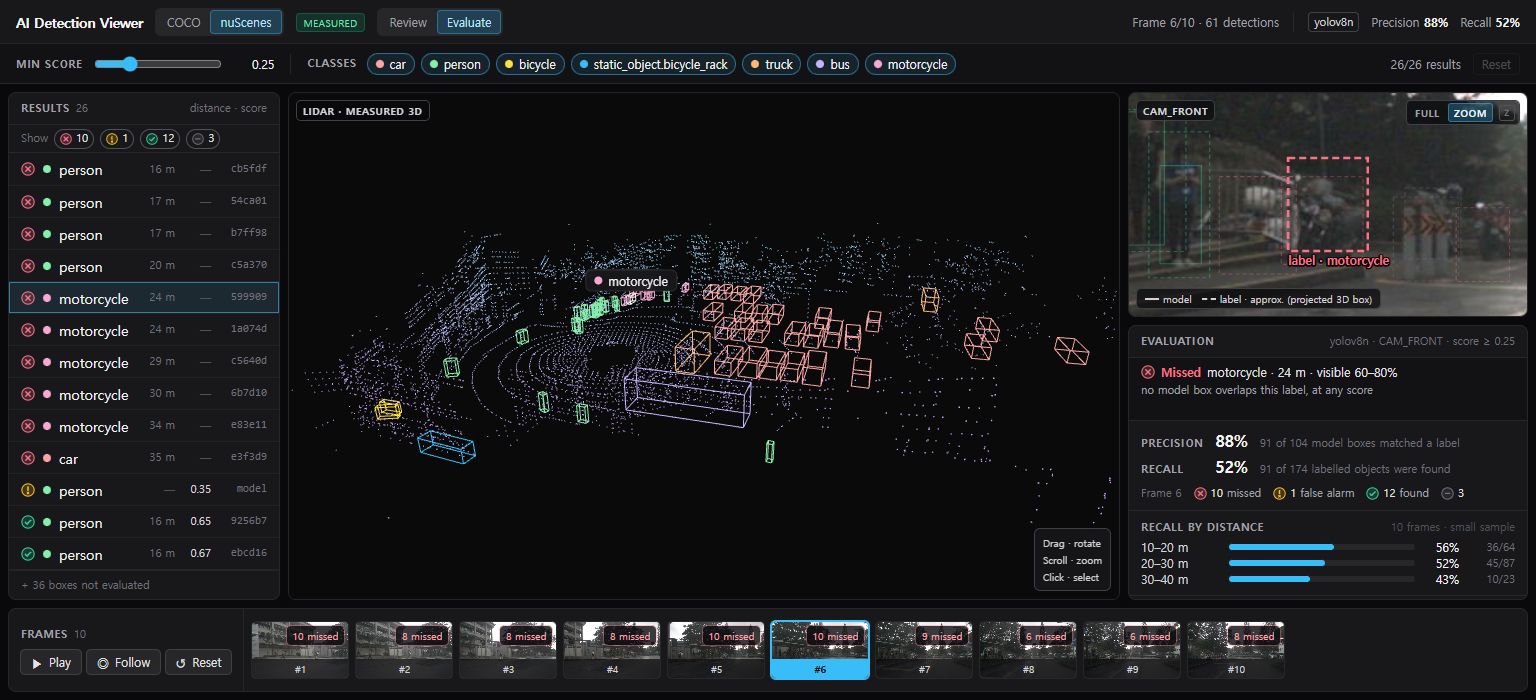 AI Detection Viewer COCO nuScenes MEASURED Review Evaluate Frame 6/10 · 61 detections yolov8n Precision 88% Recall 52%
MIN SCORE 0.25 CLASSES car person bicycle static_object.bicycle_rack truck bus motorcycle 26/26 results Reset
RESULTS 26 distance · score
Show 10 1 12 3
person 16 m — cb5fdf
person 17 m — 54ca01
person 17 m — b7ff98
person 20 m — c5a370
motorcycle 24 m — 599909
motorcycle 24 m — 1a074d
motorcycle 29 m — c5640d
motorcycle 30 m — 6b7d10
motorcycle 34 m — e83e11
car 35 m — e3f3d9
person — 0.35 model
person 16 m 0.65 9256b7
person 16 m 0.67 ebcd16
+ 36 boxes not evaluated
LIDAR · MEASURED 3D
motorcycle
Drag · rotate
Scroll · zoom
Click · select
CAM_FRONT FULL ZOOM Z
label · motorcycle
model label · approx. (projected 3D box)
EVALUATION yolov8n · CAM_FRONT · score ≥ 0.25
Missed motorcycle · 24 m · visible 60–80%
no model box overlaps this label, at any score
PRECISION 88% 91 of 104 model boxes matched a label
RECALL 52% 91 of 174 labelled objects were found
Frame 6 10 missed 1 false alarm 12 found 3
RECALL BY DISTANCE 10 frames · small sample
10–20 m 56% 36/64
20–30 m 52% 45/87
30–40 m 43% 10/23
FRAMES 10
Play Follow Reset
10 missed 8 missed 8 missed 8 missed 10 missed 10 missed 9 missed 6 missed 6 missed 8 missed
#1 #2 #3 #4 #5 #6 #7 #8 #9 #10